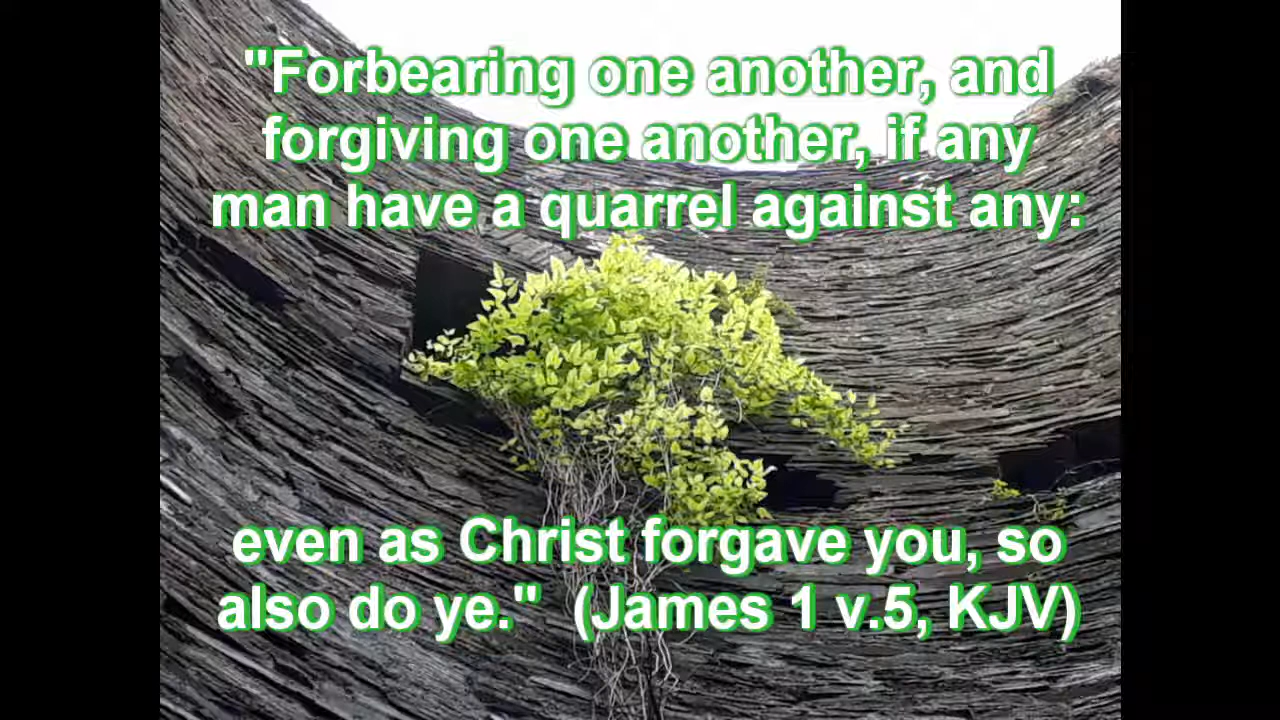 "Forbearing one another, and
forgiving one another, if any
man have a quarrel against any:
even as Christ forgave you, so
also do ye."  (James 1 v.5, KJV)